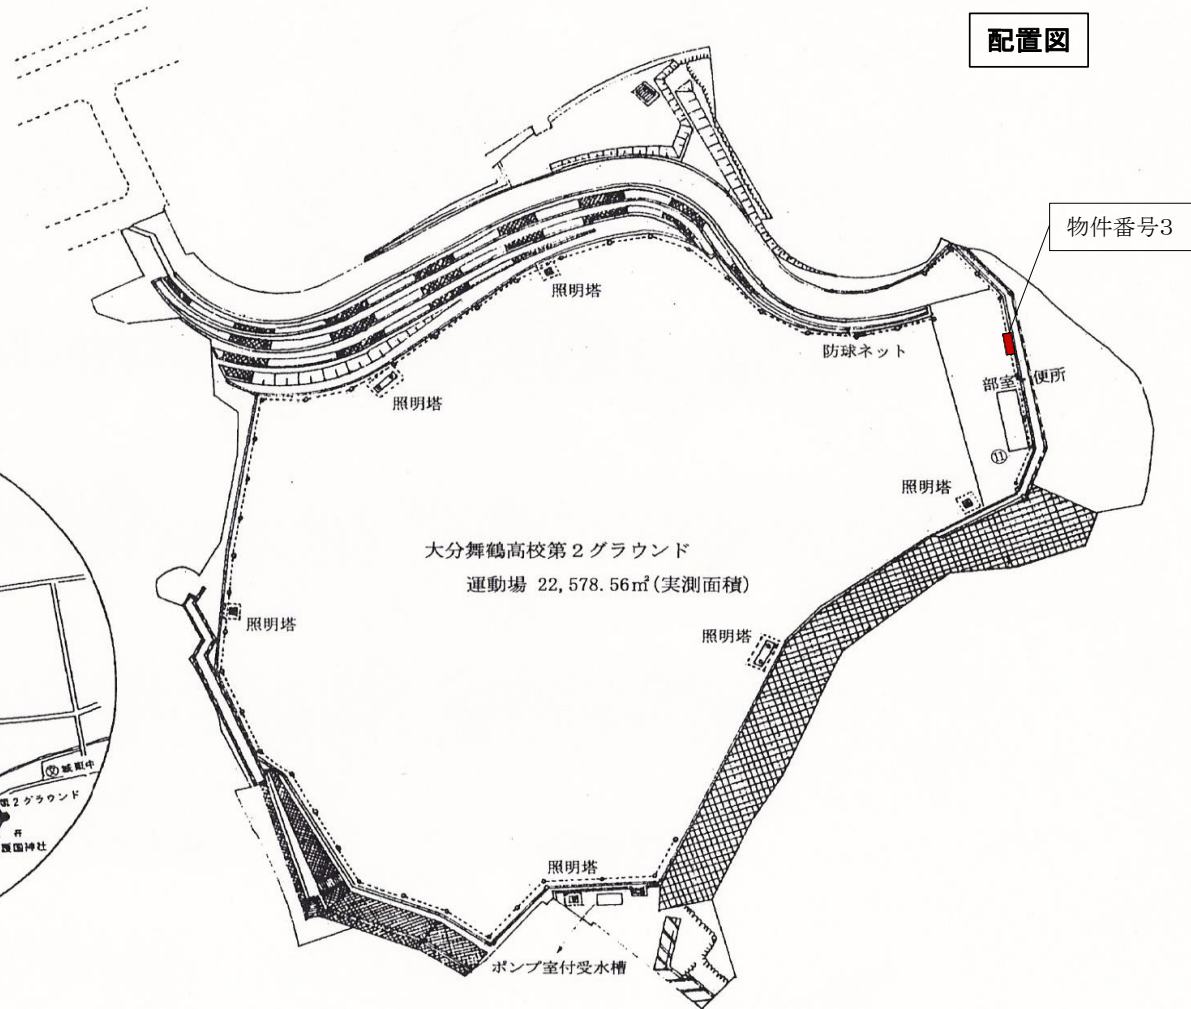 配置図
物件番号3
照明塔
防球ネット
照明塔
部室 便所
⑪
照明塔
大分舞鶴高校第2グラウンド
運動場 22,578.56㎡(実測面積)
照明塔
照明塔
文 城東中
第2グラウンド
護国神社
照明塔
ポンプ室付受水槽